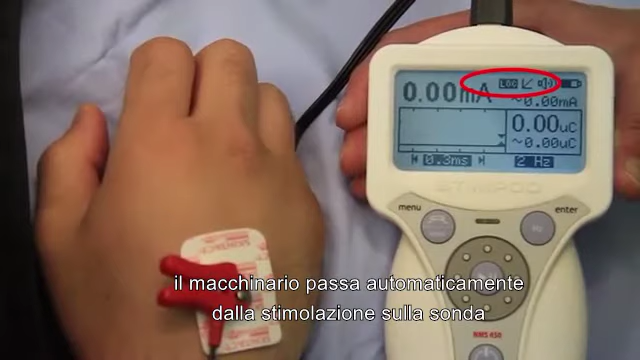 LOC
0.00mA
~0.00mA
0.00uC
~0.00uC
0.3ms
2 Hz
STIMPOD
menu
enter
NMS 450
il macchinario passa automaticamente
dalla stimolazione sulla sonda